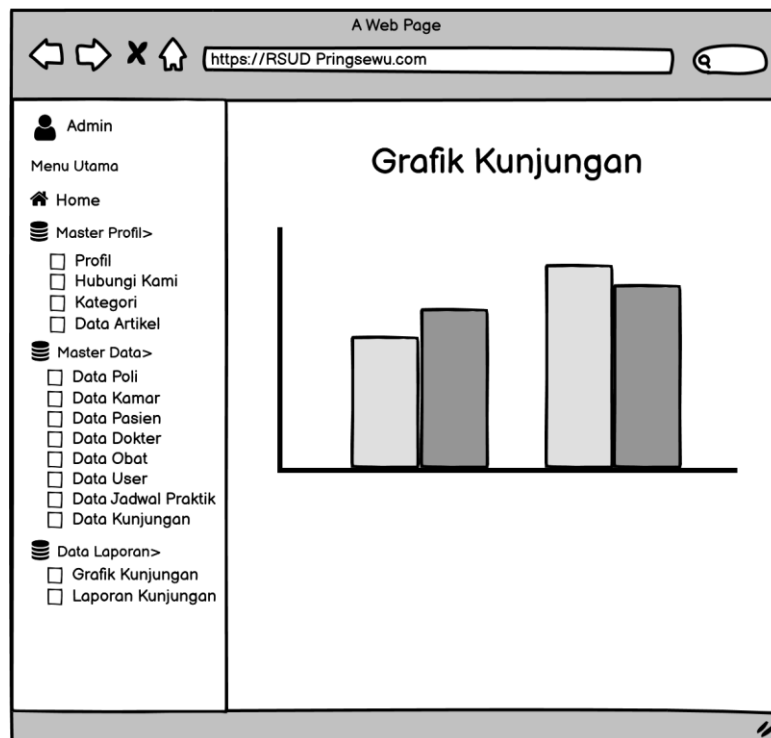 A Web Page
https://RSUD Pringsewu.com
Admin
Menu Utama
Home
Master Profil>
Profil
Hubungi Kami
Kategori
Data Artikel
Master Data>
Data Poli
Data Kamar
Data Pasien
Data Dokter
Data Obat
Data User
Data Jadwal Praktik
Data Kunjungan
Data Laporan>
Grafik Kunjungan
Laporan Kunjungan
Grafik Kunjungan